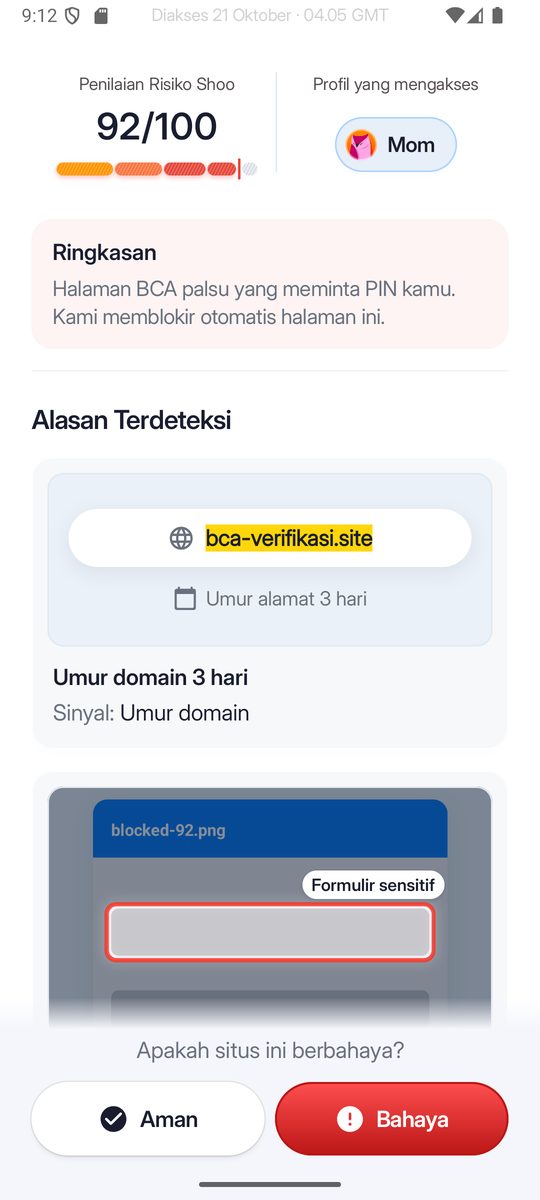 9:12
Diakses 21 Oktober · 04.05 GMT
Penilaian Risiko Shoo
92/100
Profil yang mengakses
Mom
Ringkasan
Halaman BCA palsu yang meminta PIN kamu.
Kami memblokir otomatis halaman ini.
Alasan Terdeteksi
bca-verifikasi.site
Umur alamat 3 hari
Umur domain 3 hari
Sinyal: Umur domain
blocked-92.png
Formulir sensitif
Apakah situs ini berbahaya?
Aman
Bahaya